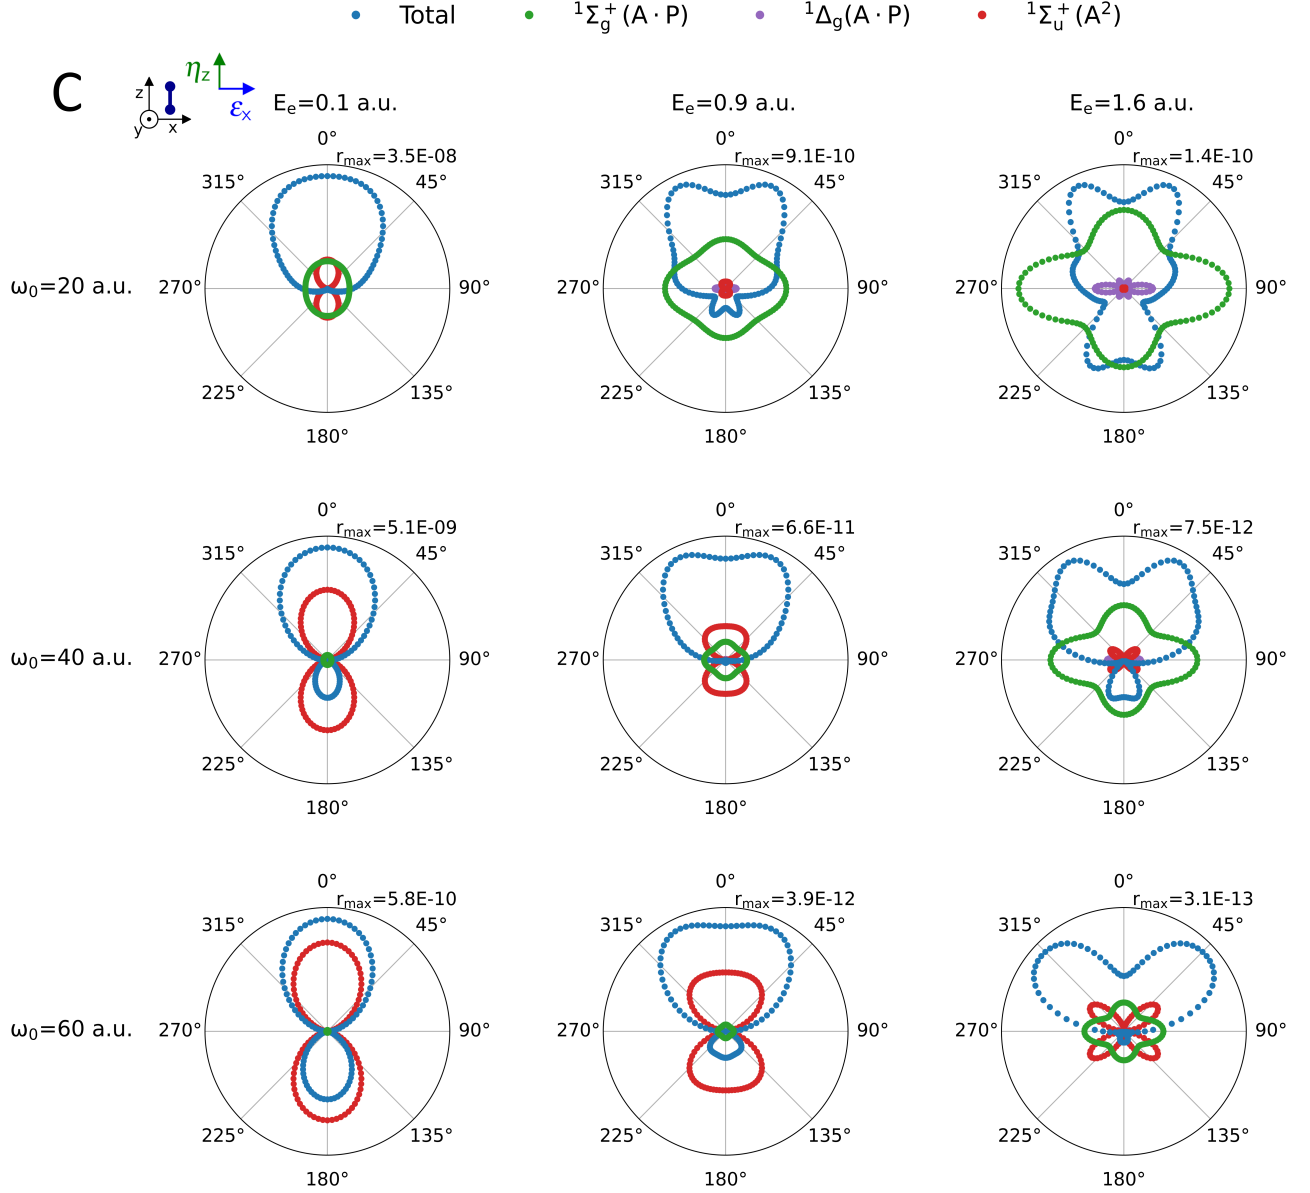 Total ¹Σg⁺(A · P) ¹Δg(A · P) ¹Σu⁺(A²)
C
z
y
x
ηz
εx
Ee=0.1 a.u. Ee=0.9 a.u. Ee=1.6 a.u.
ω0=20 a.u.
0°
rmax=3.5E-08
315° 45°
270° 90°
225° 135°
180°
0°
rmax=9.1E-10
315° 45°
270° 90°
225° 135°
180°
0°
rmax=1.4E-10
315° 45°
270° 90°
225° 135°
180°
ω0=40 a.u.
0°
rmax=5.1E-09
315° 45°
270° 90°
225° 135°
180°
0°
rmax=6.6E-11
315° 45°
270° 90°
225° 135°
180°
0°
rmax=7.5E-12
315° 45°
270° 90°
225° 135°
180°
ω0=60 a.u.
0°
rmax=5.8E-10
315° 45°
270° 90°
225° 135°
180°
0°
rmax=3.9E-12
315° 45°
270° 90°
225° 135°
180°
0°
rmax=3.1E-13
315° 45°
270° 90°
225° 135°
180°